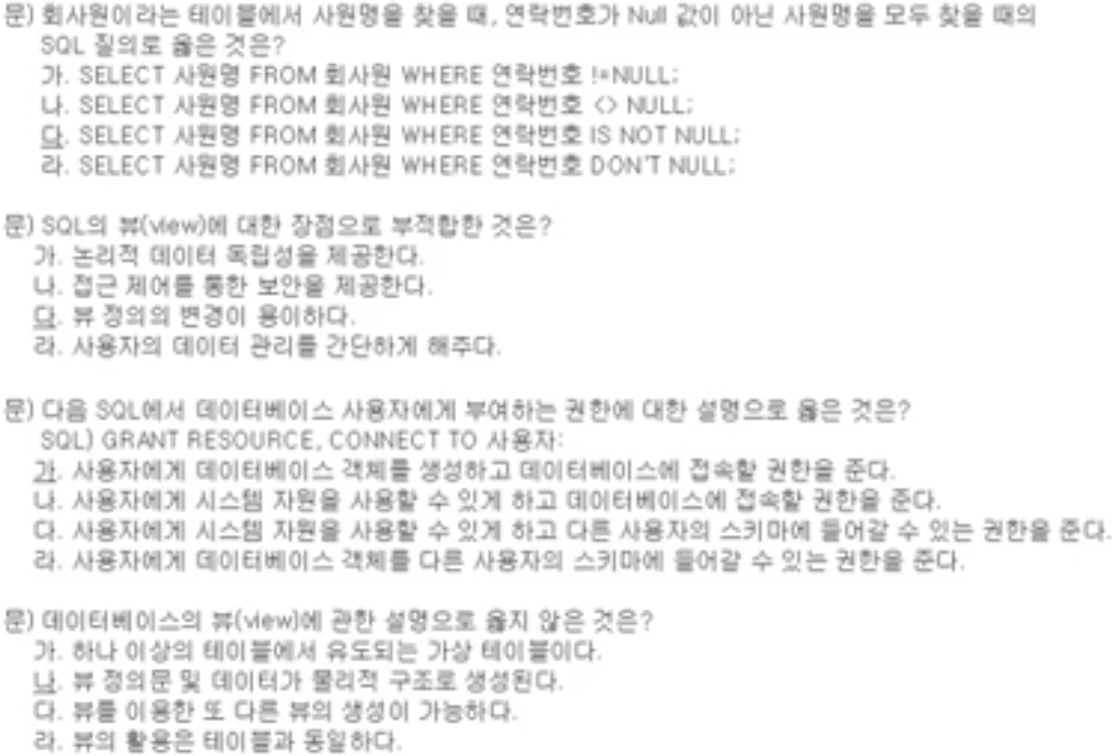 문) 회사원이라는 테이블에서 사원명을 찾을 때, 연락번호가 Null 값이 아닌 사원명을 모두 찾을 때의
SQL 질의로 옳은 것은?
가. SELECT 사원명 FROM 회사원 WHERE 연락번호 !=NULL;
나. SELECT 사원명 FROM 회사원 WHERE 연락번호 <> NULL;
다. SELECT 사원명 FROM 회사원 WHERE 연락번호 IS NOT NULL;
라. SELECT 사원명 FROM 회사원 WHERE 연락번호 DON'T NULL;
문) SQL의 뷰(view)에 대한 장점으로 부적합한 것은?
가. 논리적 데이터 독립성을 제공한다.
나. 접근 제어를 통한 보안을 제공한다.
다. 뷰 정의의 변경이 용이하다.
라. 사용자의 데이터 관리를 간단하게 해주다.
문) 다음 SQL에서 데이터베이스 사용자에게 부여하는 권한에 대한 설명으로 옳은 것은?
SQL) GRANT RESOURCE, CONNECT TO 사용자;
가. 사용자에게 데이터베이스 객체를 생성하고 데이터베이스에 접속할 권한을 준다.
나. 사용자에게 시스템 자원을 사용할 수 있게 하고 데이터베이스에 접속할 권한을 준다.
다. 사용자에게 시스템 자원을 사용할 수 있게 하고 다른 사용자의 스키마에 들어갈 수 있는 권한을 준다.
라. 사용자에게 데이터베이스 객체를 다른 사용자의 스키마에 들어갈 수 있는 권한을 준다.
문) 데이터베이스의 뷰(view)에 관한 설명으로 옳지 않은 것은?
가. 하나 이상의 테이블에서 유도되는 가상 테이블이다.
나. 뷰 정의문 및 데이터가 물리적 구조로 생성된다.
다. 뷰를 이용한 또 다른 뷰의 생성이 가능하다.
라. 뷰의 활용은 테이블과 동일하다.